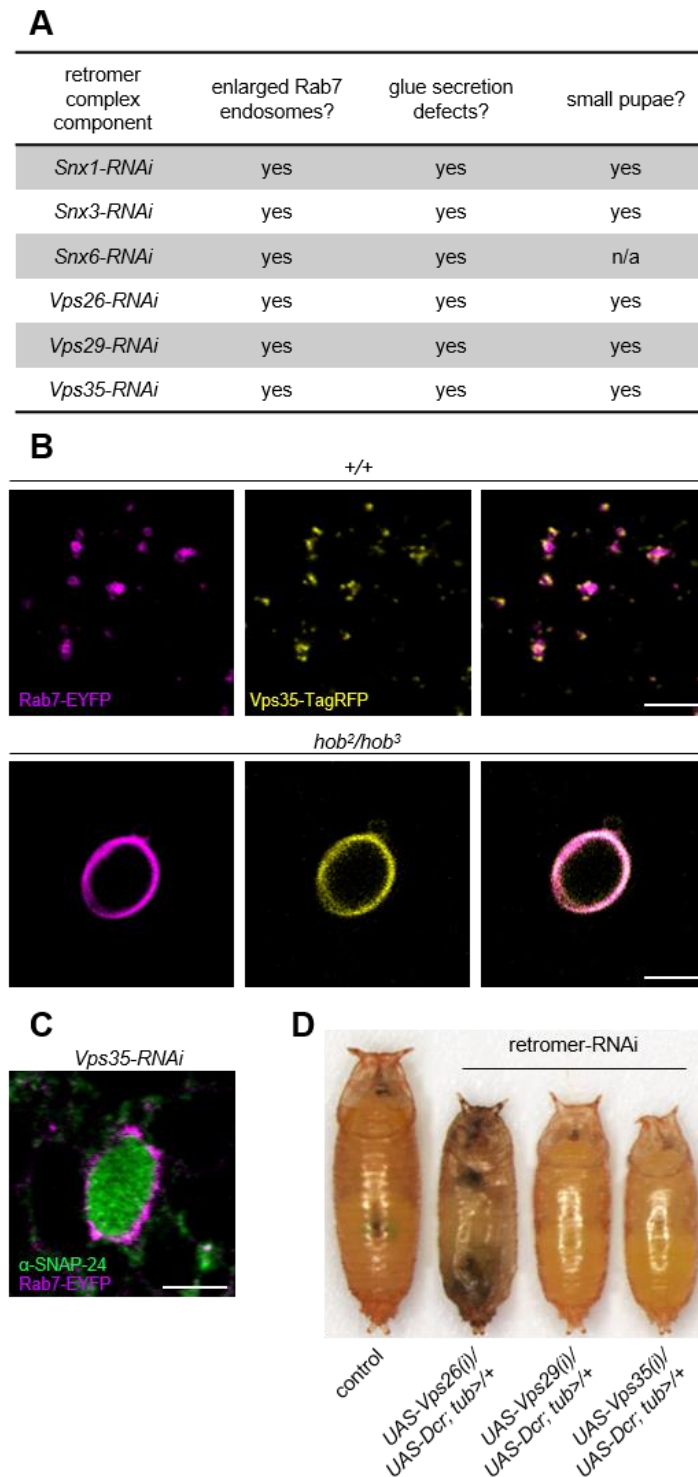 A
retromer complex component enlarged Rab7 endosomes? glue secretion defects? small pupae?
Snx1-RNAi yes yes yes
Snx3-RNAi yes yes yes
Snx6-RNAi yes yes n/a
Vps26-RNAi yes yes yes
Vps29-RNAi yes yes yes
Vps35-RNAi yes yes yes
B
+/+
Rab7-EYFP Vps35-TagRFP
hob²/hob³
C
Vps35-RNAi
α-SNAP-24
Rab7-EYFP
D
retromer-RNAi
control
UAS-Vps26(i)/
UAS-Dcr; tub>/+
UAS-Vps29(i)/
UAS-Dcr; tub>/+
UAS-Vps35(i)/
UAS-Dcr; tub>/+